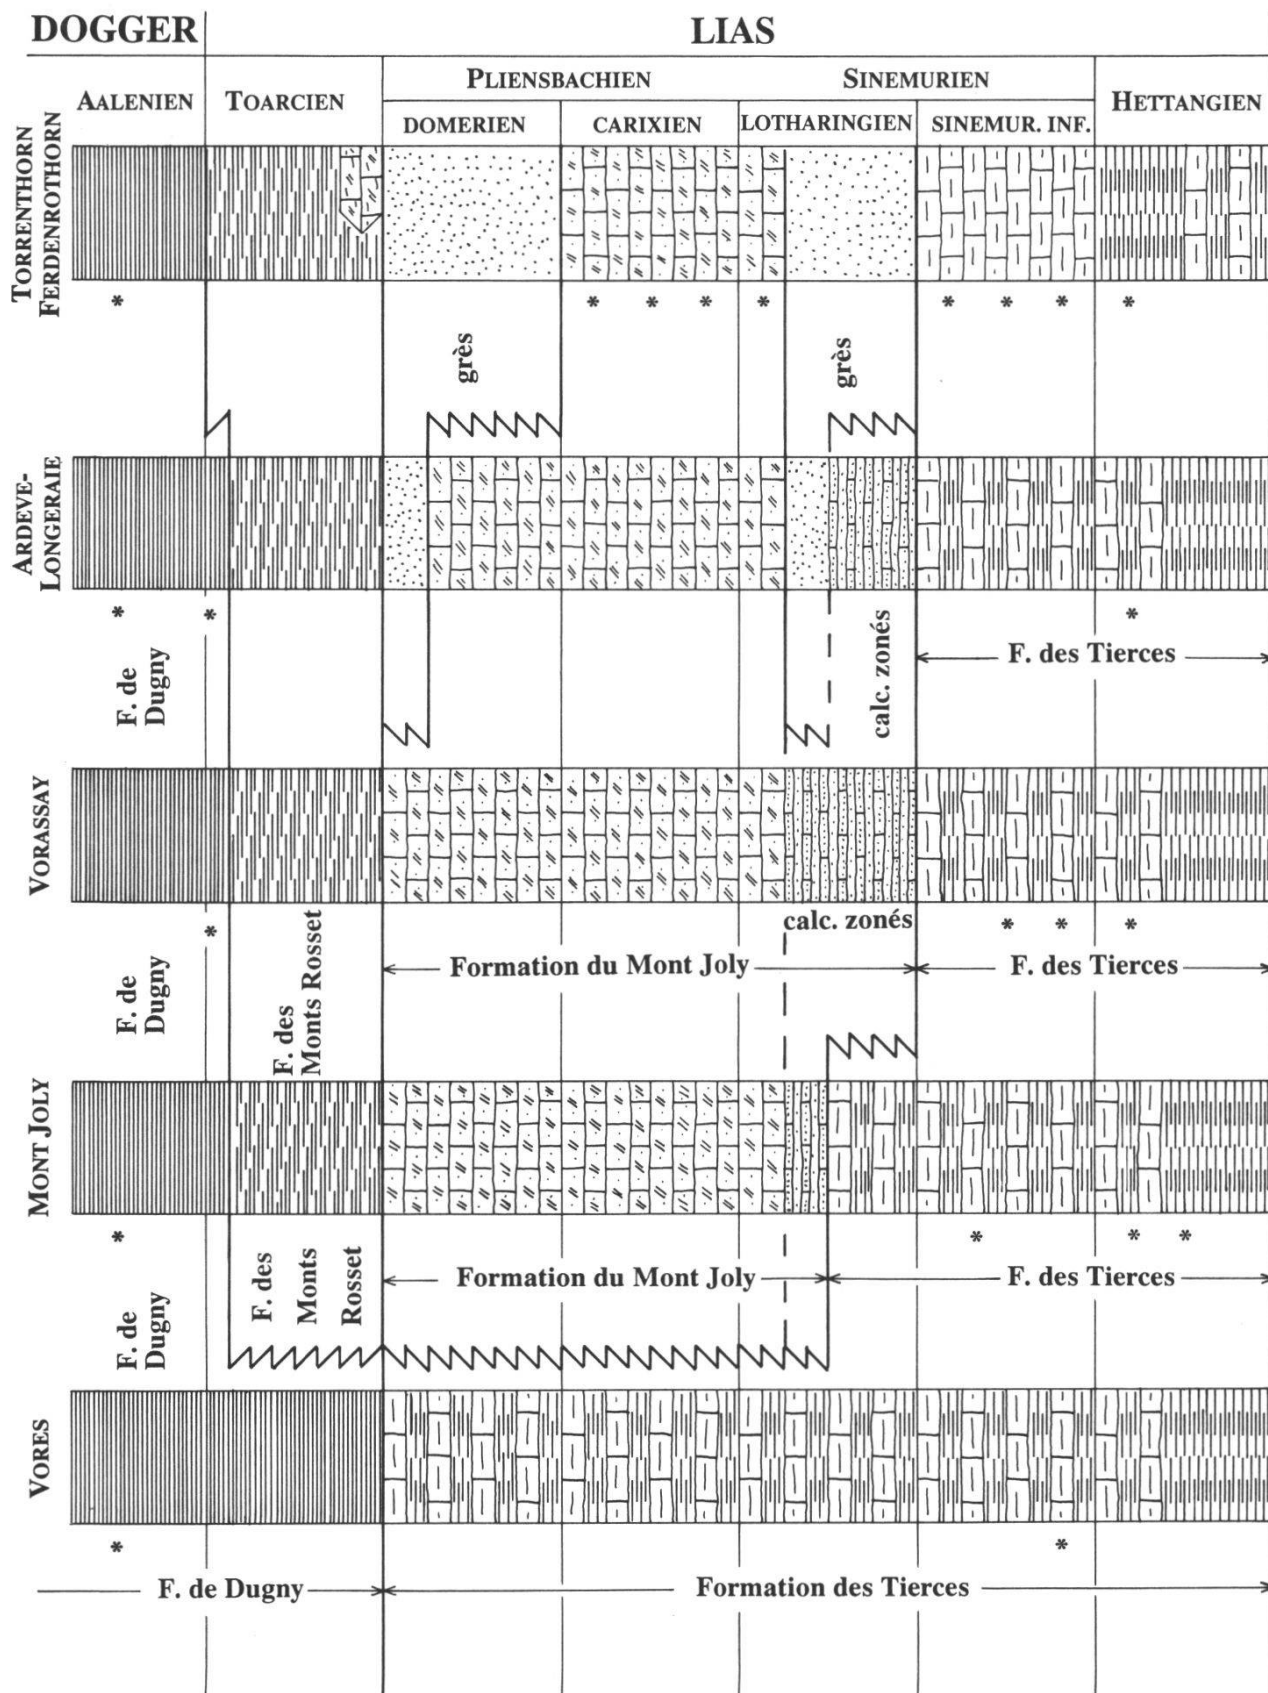 DOGGER
LIAS
AALENIEN
TOARCIEN
PLIENSBACHIEN
SINEMURIEN
HETTANGIEN
DOMERIEN
CARIXIEN
LOTHARINGIEN
SINEMUR. INF.
TORRENTHORN
FERDENROTHORN
* * * * * * * * *
grès
grès
ARDEVE-
LONGERAIE
* * *
F. de
Dugny
calc. zonés
F. des Tierces
VORASSAY
calc. zonés
* * * *
F. de
Dugny
F. des
Monts Rosset
Formation du Mont Joly
F. des Tierces
MONT JOLY
* * * *
F. de
Dugny
F. des
Monts
Rosset
Formation du Mont Joly
F. des Tierces
VORES
* *
F. de Dugny
Formation des Tierces